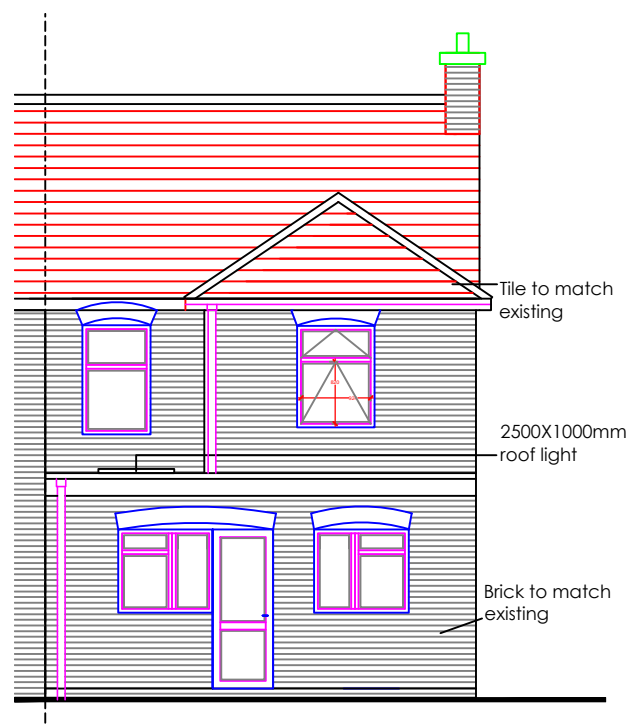 Tile to match
existing
2500X1000mm
roof light
Brick to match
existing